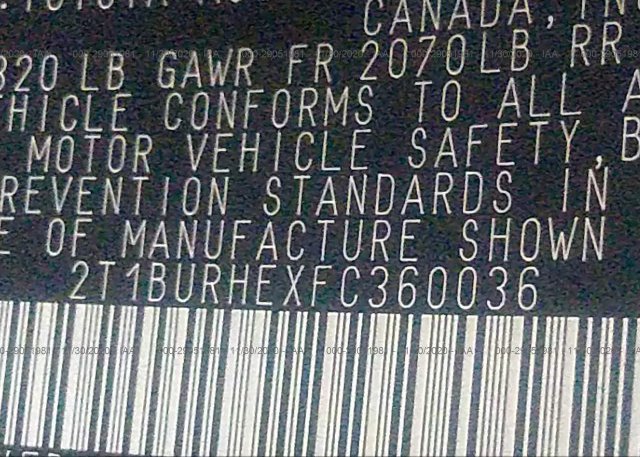 CANADA, IN
820 LB GAWR FR 2070LB RR
HICLE CONFORMS TO ALL A
MOTOR VEHICLE SAFETY, B
REVENTION STANDARDS IN
E OF MANUFACTURE SHOWN
2T1BURHEXFC360036